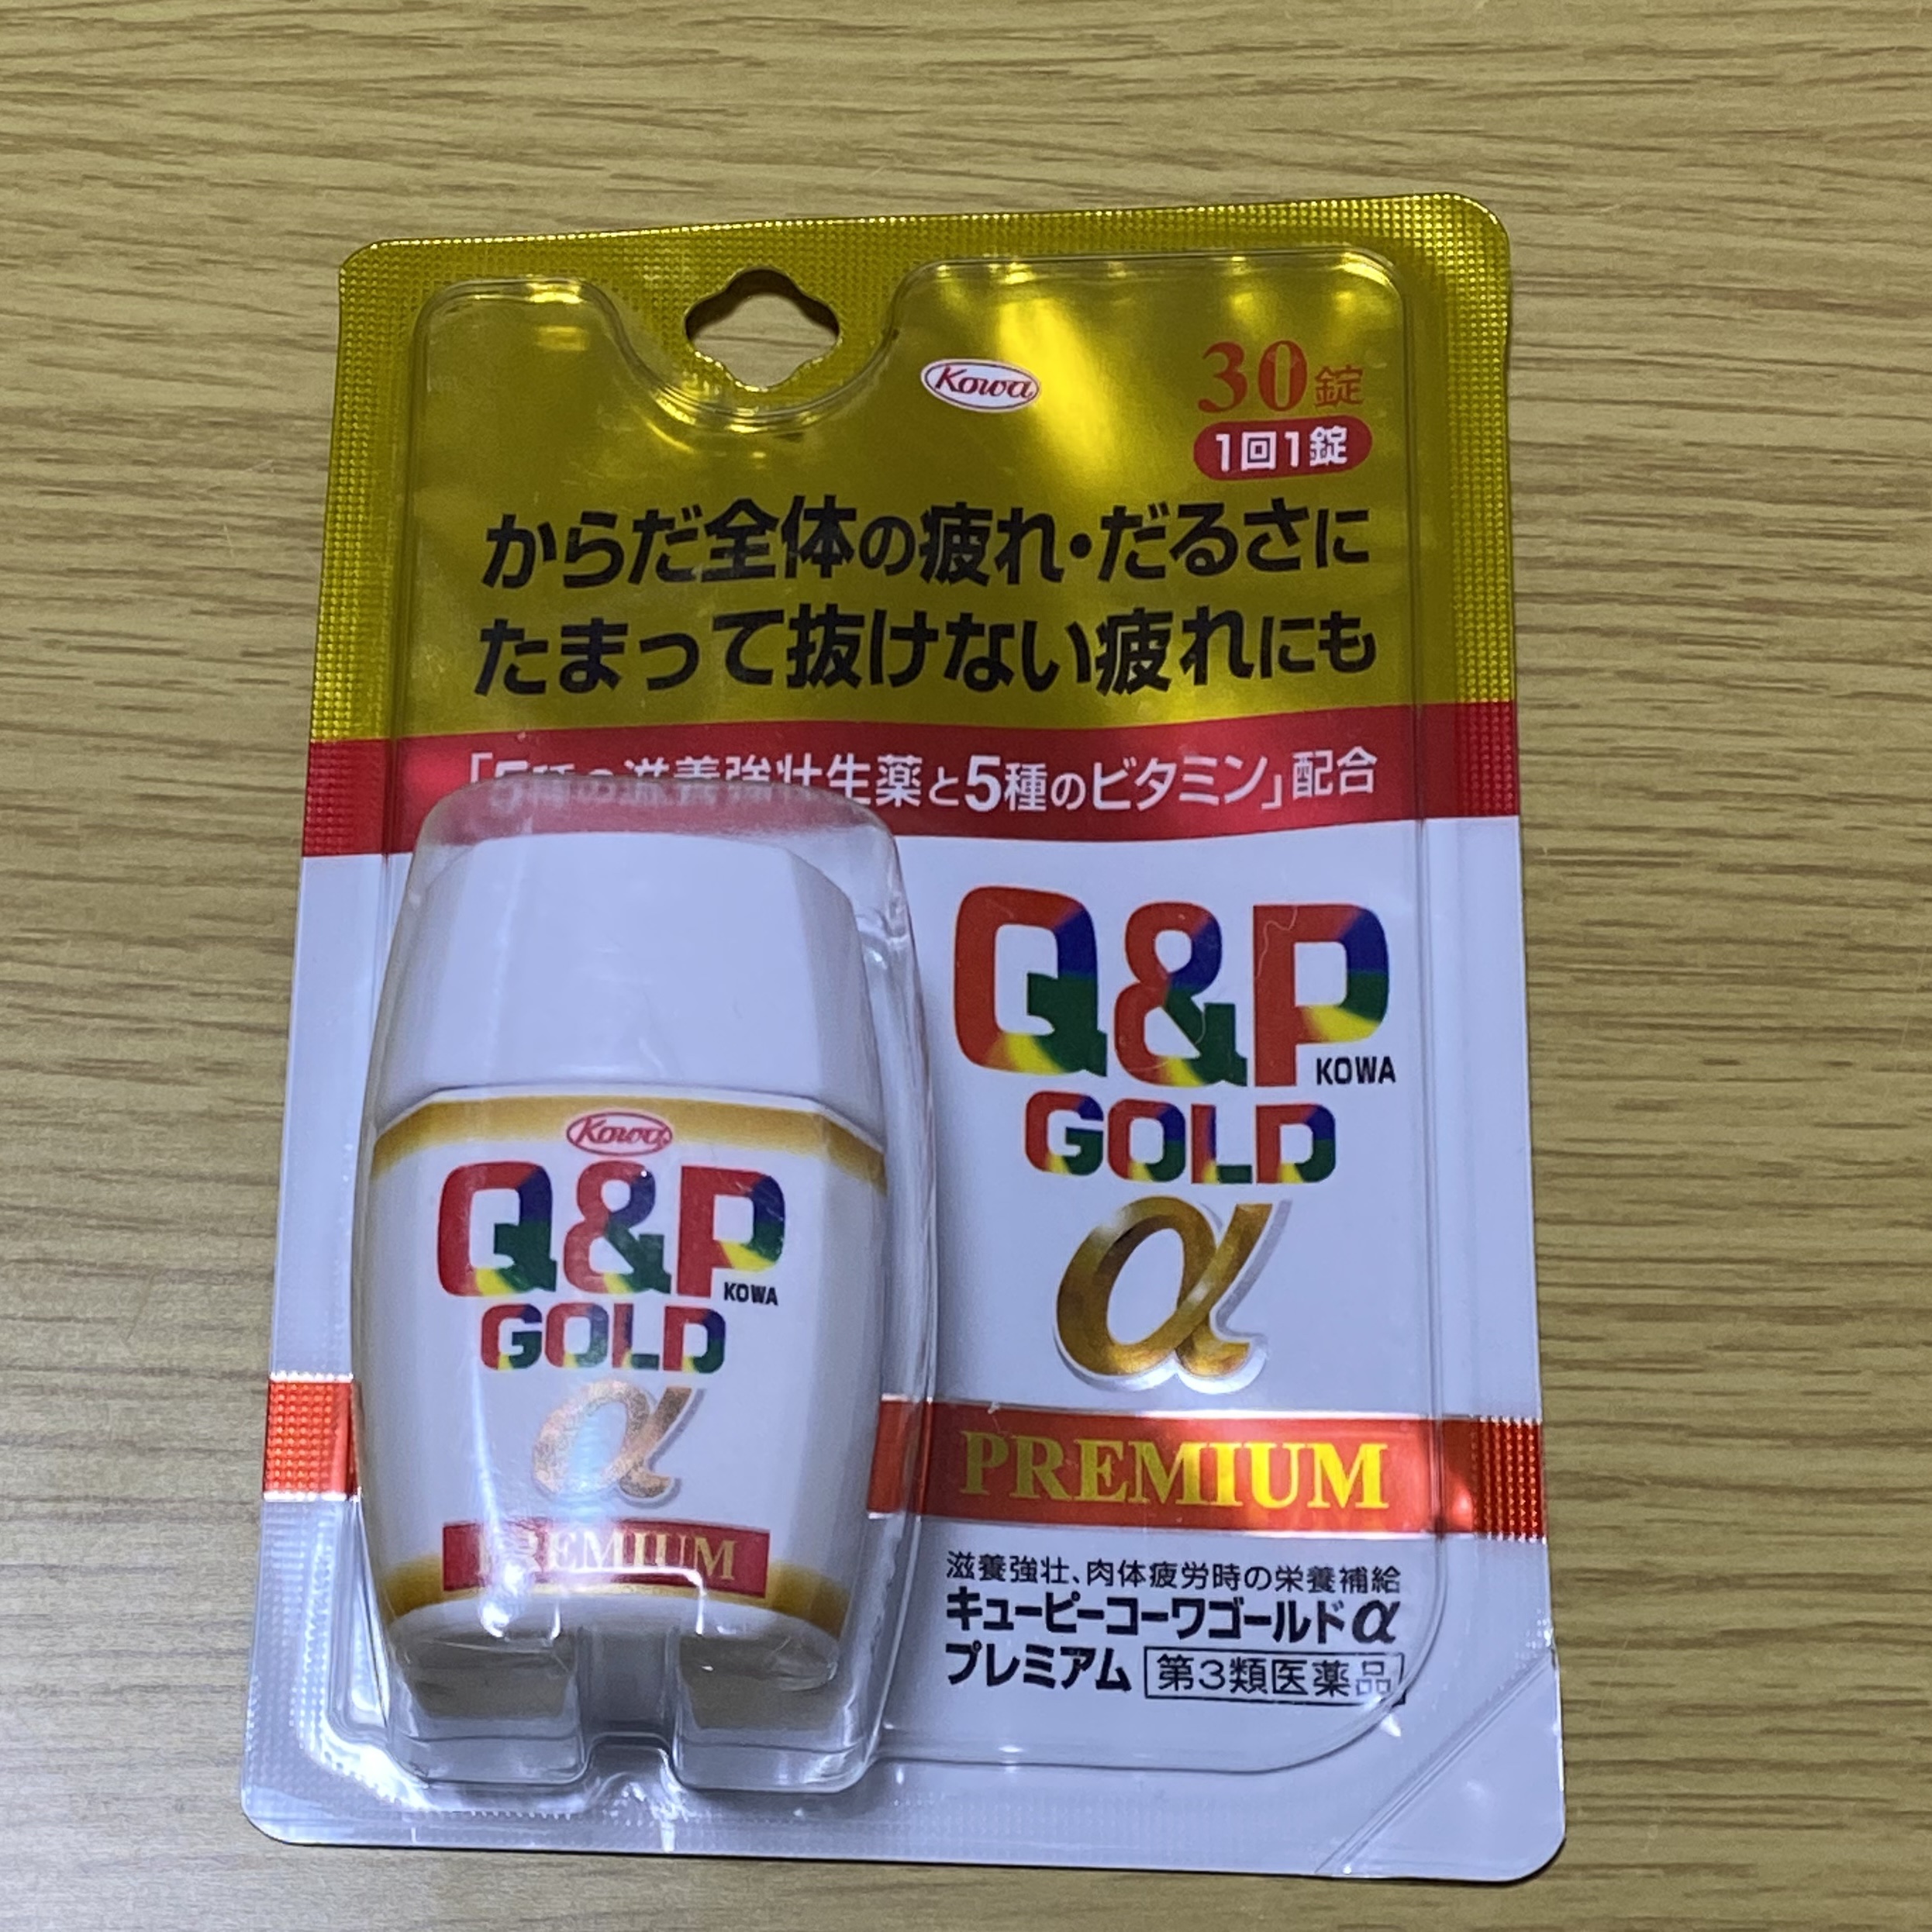 Kowa
30錠
1回1錠
からだ全体の疲れ・だるさに
たまって抜けない疲れにも
「5種の滋養強壮生薬と5種のビタミン」配合
Q&P
KOWA
GOLD
α
PREMIUM
滋養強壮、肉体疲労時の栄養補給
キューピーコーワゴールドα
プレミアム 第3類医薬品
Kowa
Q&P
KOWA
GOLD
α
PREMIUM